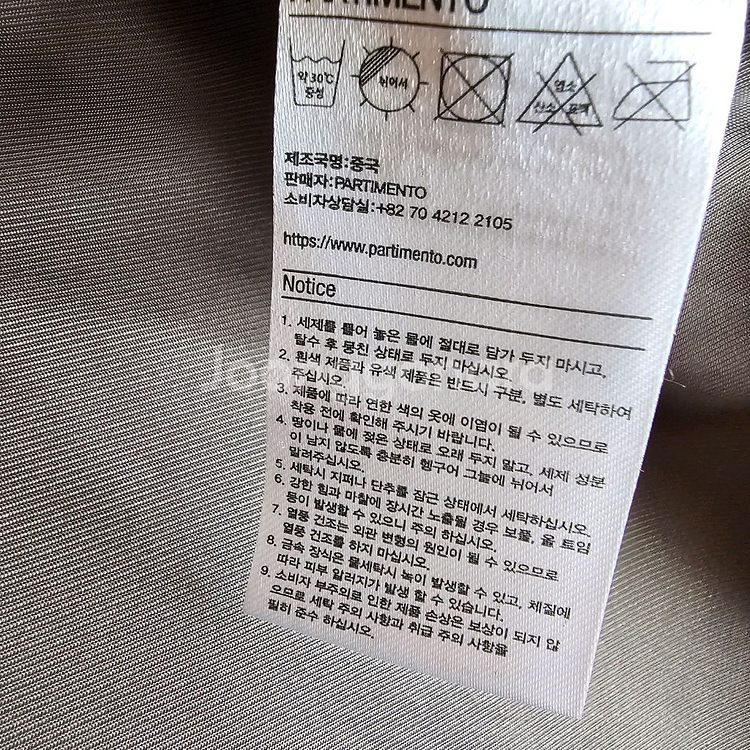 PARTIMENTO
약 30℃
중성
뉘어서
염소
산소 표백
제조국명:중국
판매자:PARTIMENTO
소비자상담실:+82 70 4212 2105
https://www.partimento.com
Notice
1. 세제를 풀어 놓은 물에 절대로 담가 두지 마시고,
탈수 후 뭉친 상태로 두지 마십시오.
2. 흰색 제품과 유색 제품은 반드시 구분, 별도 세탁하여
주십시오.
3. 제품에 따라 연한 색의 옷에 이염이 될 수 있으므로
착용 전에 확인해 주시기 바랍니다.
4. 땀이나 물에 젖은 상태로 오래 두지 말고, 세제 성분
이 남지 않도록 충분히 헹구어 그늘에 뉘어서
말려주십시오.
5. 세탁시 지퍼나 단추를 잠근 상태에서 세탁하십시오.
6. 강한 힘과 마찰에 장시간 노출될 경우 보풀, 올 트임
등이 발생할 수 있으니 주의 하십시오.
7. 열풍 건조는 외관 변형의 원인이 될 수 있으므로
열풍 건조를 하지 마십시오.
8. 금속 장식은 물세탁시 녹이 발생할 수 있고, 체질에
따라 피부 알러지가 발생 할 수 있습니다.
9. 소비자 부주의로 인한 제품 손상은 보상이 되지 않
으므로 세탁 주의 사항과 취급 주의 사항을
필히 준수 하십시오.